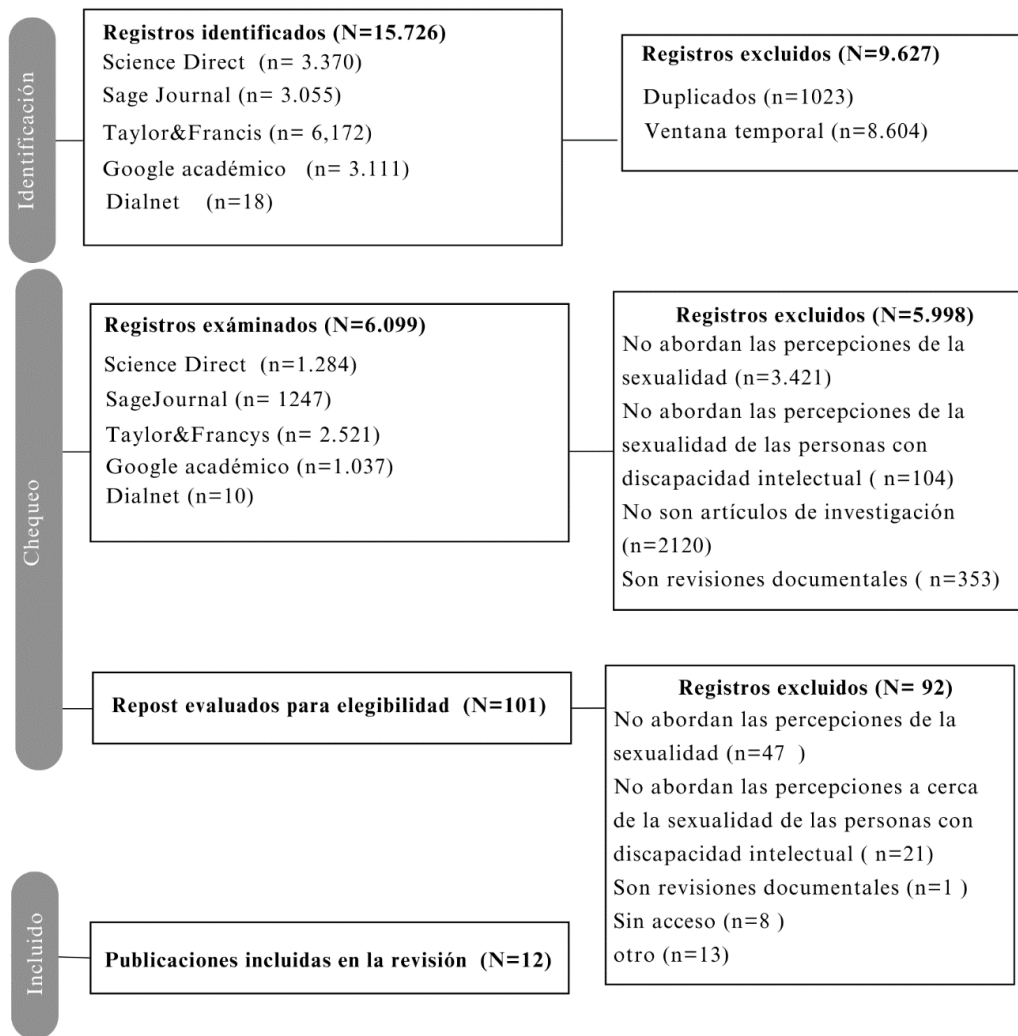 Identificación
Registros identificados (N=15.726)
Science Direct (n= 3.370)
Sage Journal (n= 3.055)
Taylor&Francis (n= 6,172)
Google académico (n= 3.111)
Dialnet (n=18)
Registros excluidos (N=9.627)
Duplicados (n=1023)
Ventana temporal (n=8.604)
Chequeo
Registros exáminados (N=6.099)
Science Direct (n=1.284)
SageJournal (n= 1247)
Taylor&Francys (n= 2.521)
Google académico (n=1.037)
Dialnet (n=10)
Registros excluidos (N=5.998)
No abordan las percepciones de la
sexualidad (n=3.421)
No abordan las percepciones de la
sexualidad de las personas con
discapacidad intelectual ( n=104)
No son artículos de investigación
(n=2120)
Son revisiones documentales ( n=353)
Repost evaluados para elegibilidad (N=101)
Registros excluidos (N= 92)
No abordan las percepciones de la
sexualidad (n=47 )
No abordan las percepciones a cerca
de la sexualidad de las personas con
discapacidad intelectual ( n=21)
Son revisiones documentales (n=1 )
Sin acceso (n=8 )
otro (n=13)
Incluido
Publicaciones incluidas en la revisión (N=12)